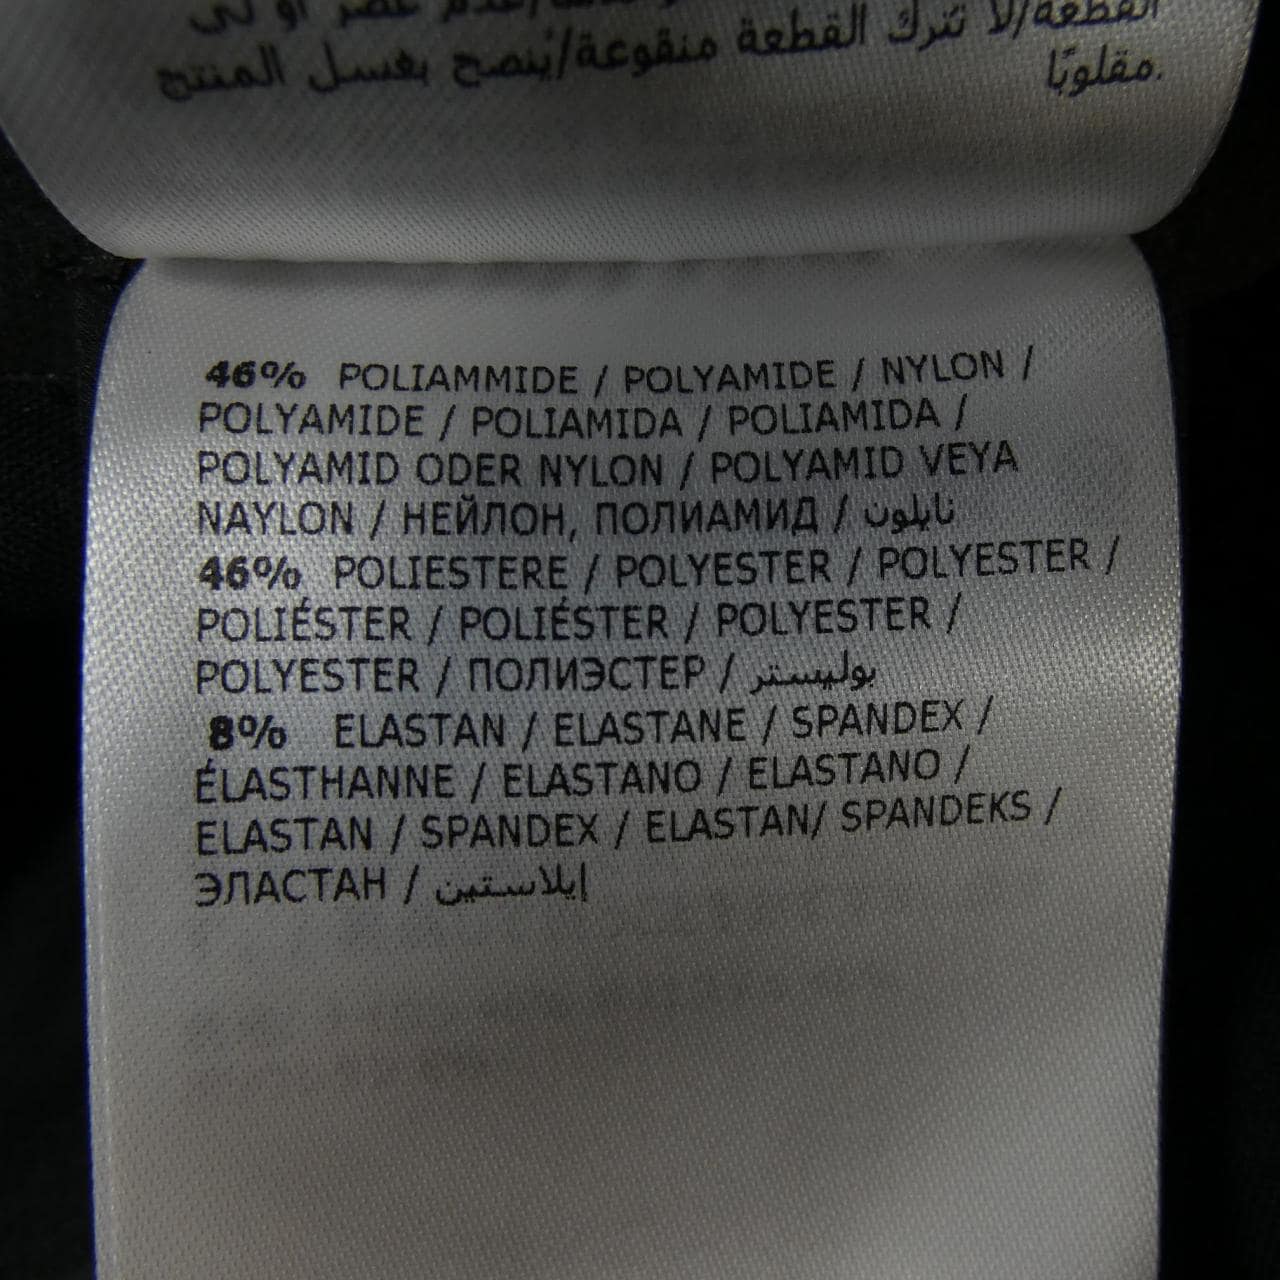 القطعة/لا تترك القطعة منقوعة/يُنصح بغسل المنتج
مقلوبًا.
46% POLIAMMIDE / POLYAMIDE / NYLON /
POLYAMIDE / POLIAMIDA / POLIAMIDA /
POLYAMID ODER NYLON / POLYAMID VEYA
NAYLON / НЕЙЛОН, ПОЛИАМИД / نايلون
46% POLIESTERE / POLYESTER / POLYESTER /
POLIÉSTER / POLIÉSTER / POLYESTER /
POLYESTER / ПОЛИЭСТЕР / بوليستر
8% ELASTAN / ELASTANE / SPANDEX /
ÉLASTHANNE / ELASTANO / ELASTANO /
ELASTAN / SPANDEX / ELASTAN/ SPANDEKS /
ЭЛАСТАН / إيلاستين